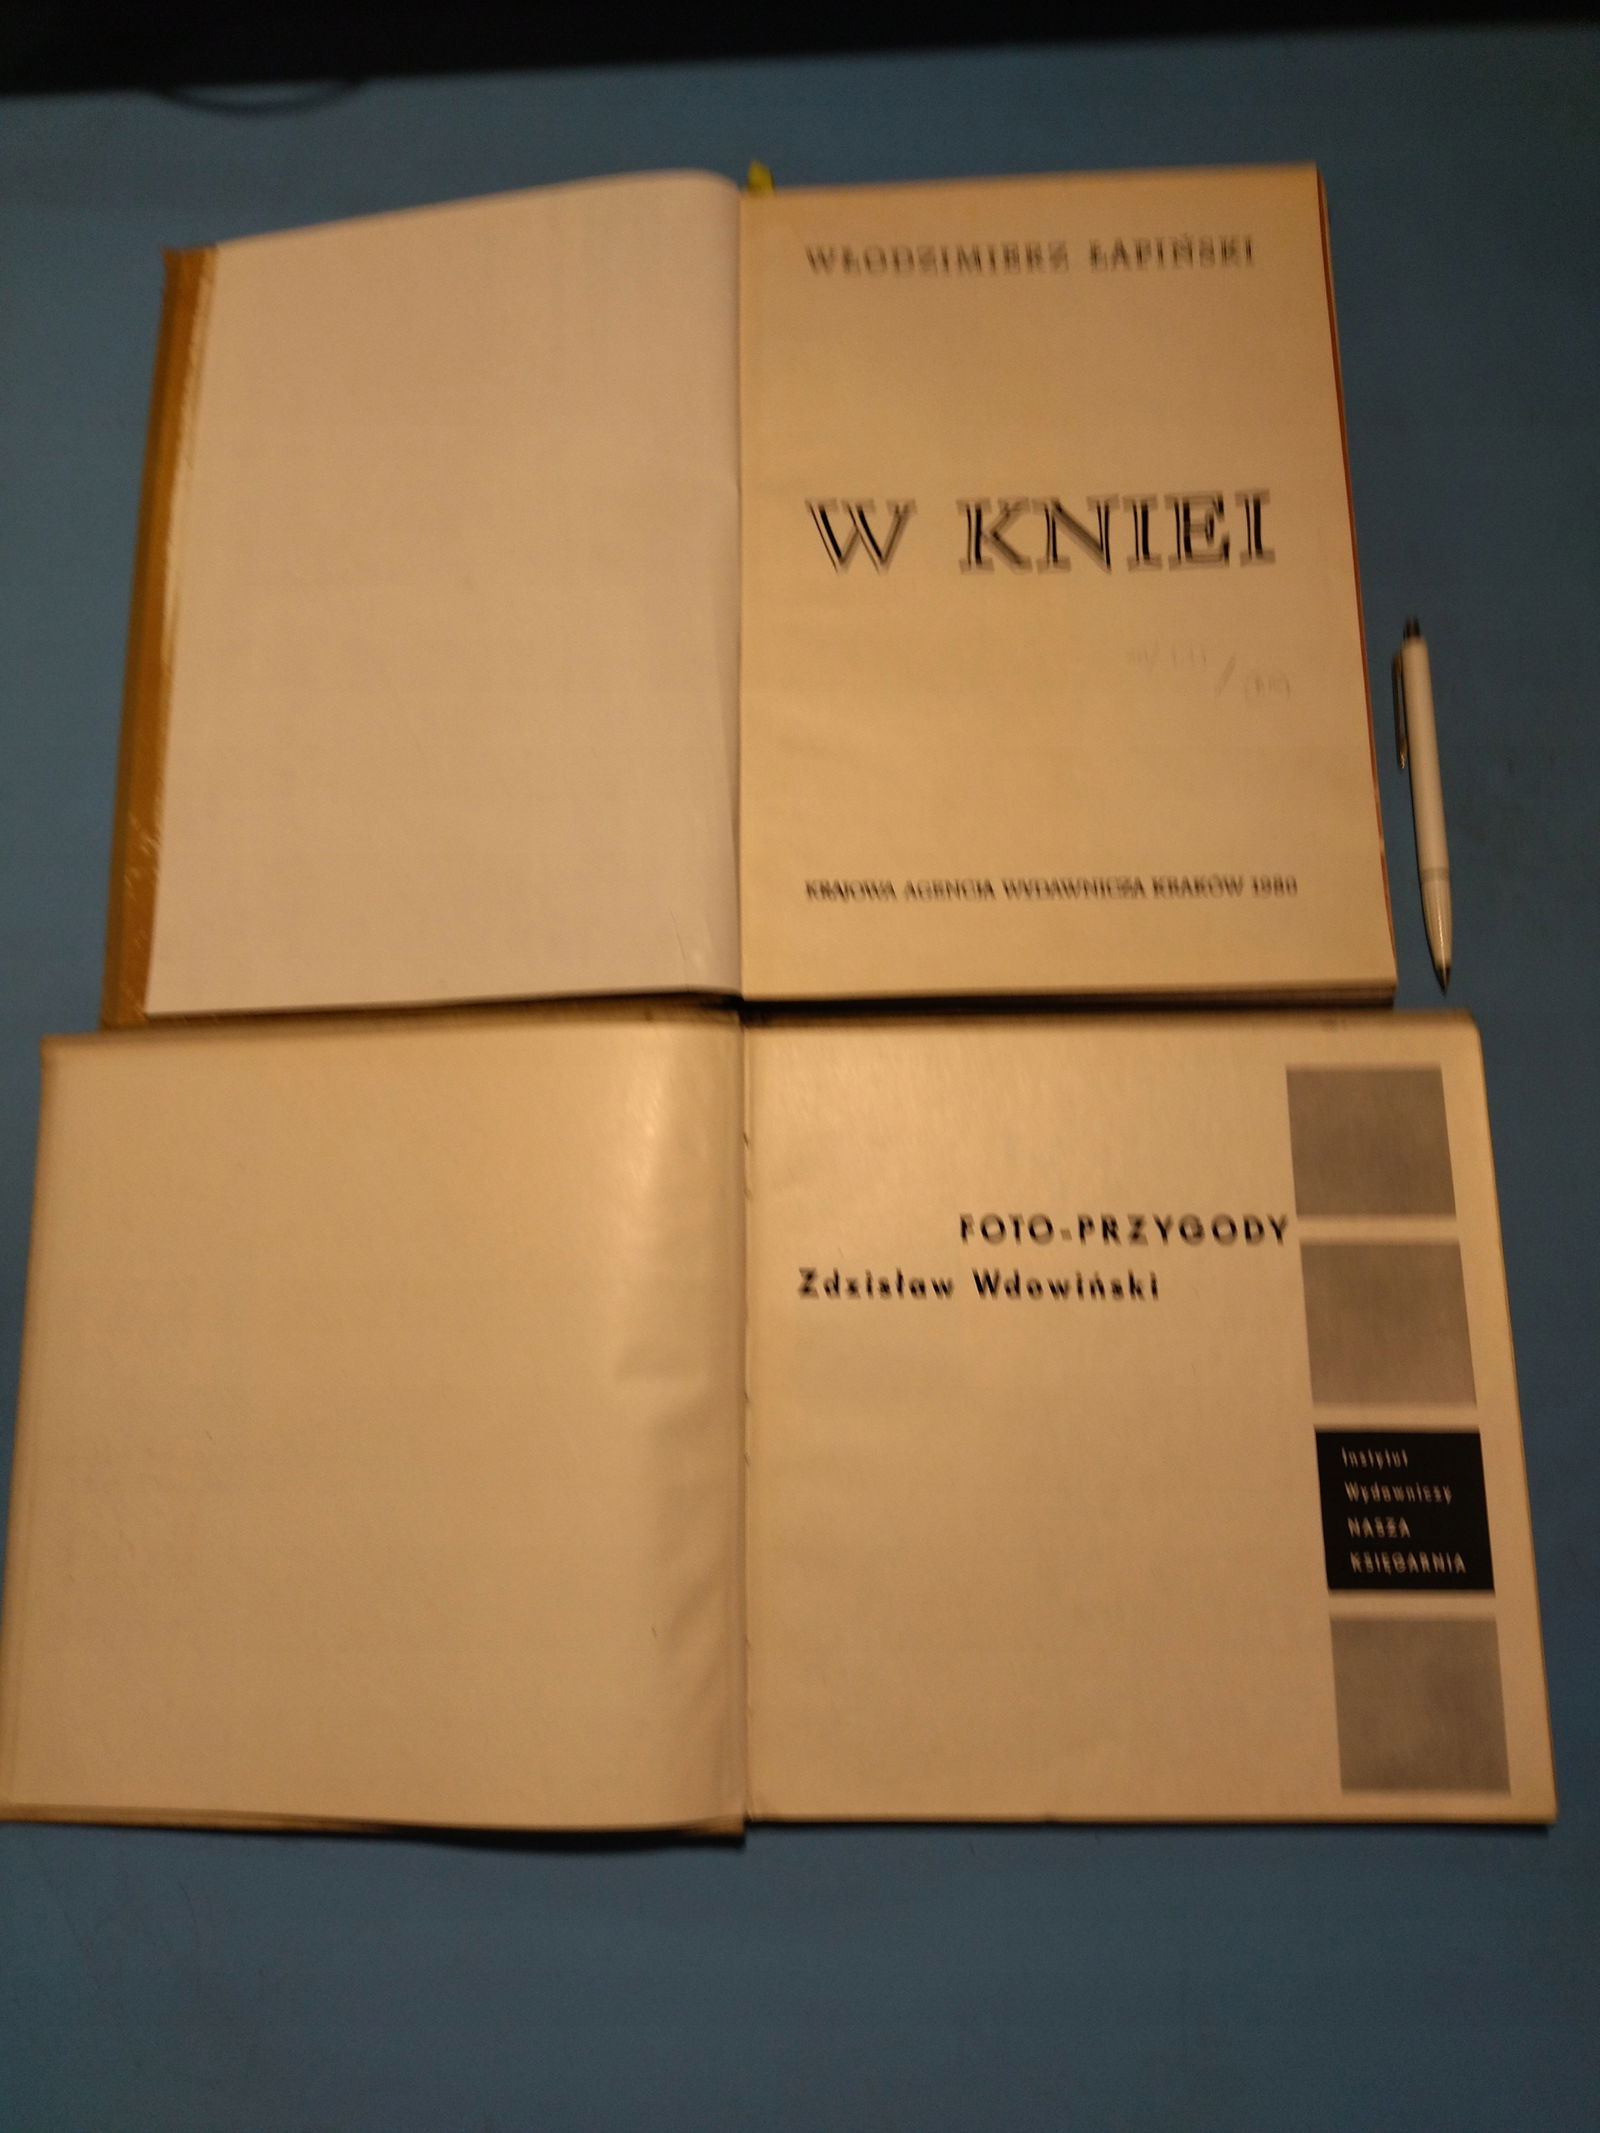 WŁODZIMIERZ ŁAPIŃSKI
W KNIEI
KRAJOWA AGENCJA WYDAWNICZA KRAKÓW 1980
FOTO-PRZYGODY
Zdzisław Wdowiński
Instytut
Wydawniczy
NASZA
KSIĘGARNIA